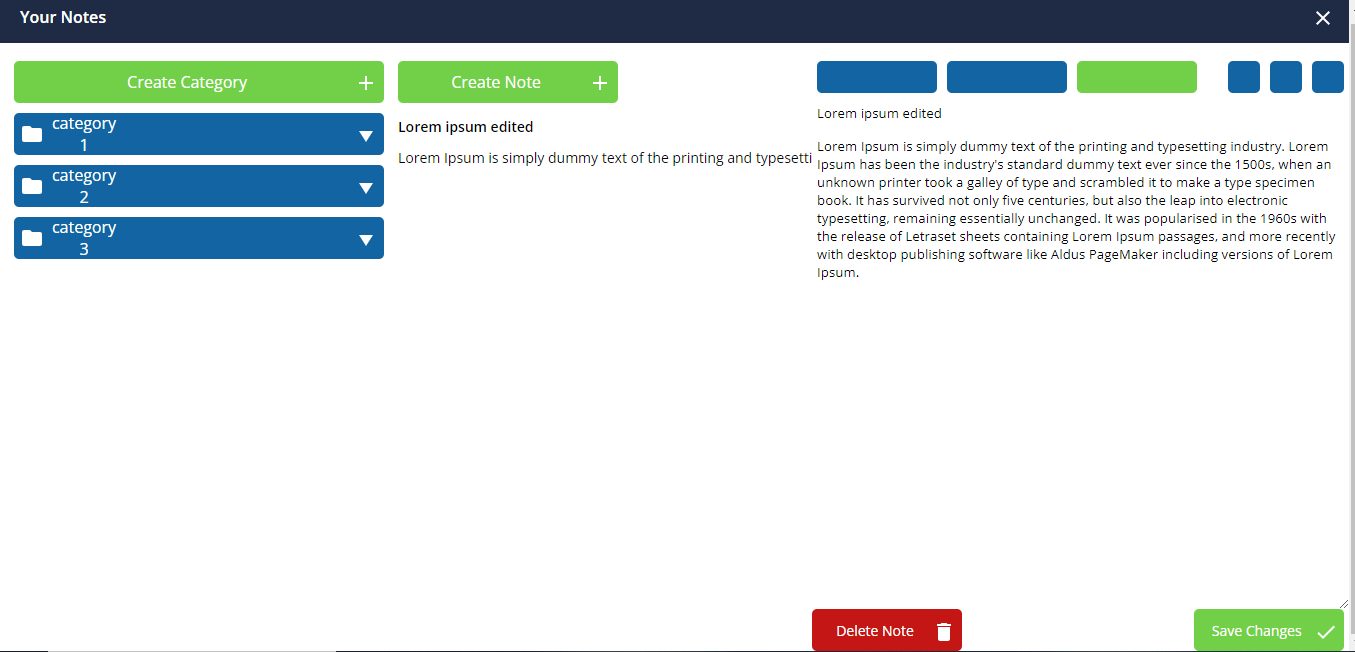 Your Notes
Create Category
Create Note
category
1
category
2
category
3
Lorem ipsum edited
Lorem Ipsum is simply dummy text of the printing and typesetti
Lorem ipsum edited
Lorem Ipsum is simply dummy text of the printing and typesetting industry. Lorem
Ipsum has been the industry's standard dummy text ever since the 1500s, when an
unknown printer took a galley of type and scrambled it to make a type specimen
book. It has survived not only five centuries, but also the leap into electronic
typesetting, remaining essentially unchanged. It was popularised in the 1960s with
the release of Letraset sheets containing Lorem Ipsum passages, and more recently
with desktop publishing software like Aldus PageMaker including versions of Lorem
Ipsum.
Delete Note
Save Changes